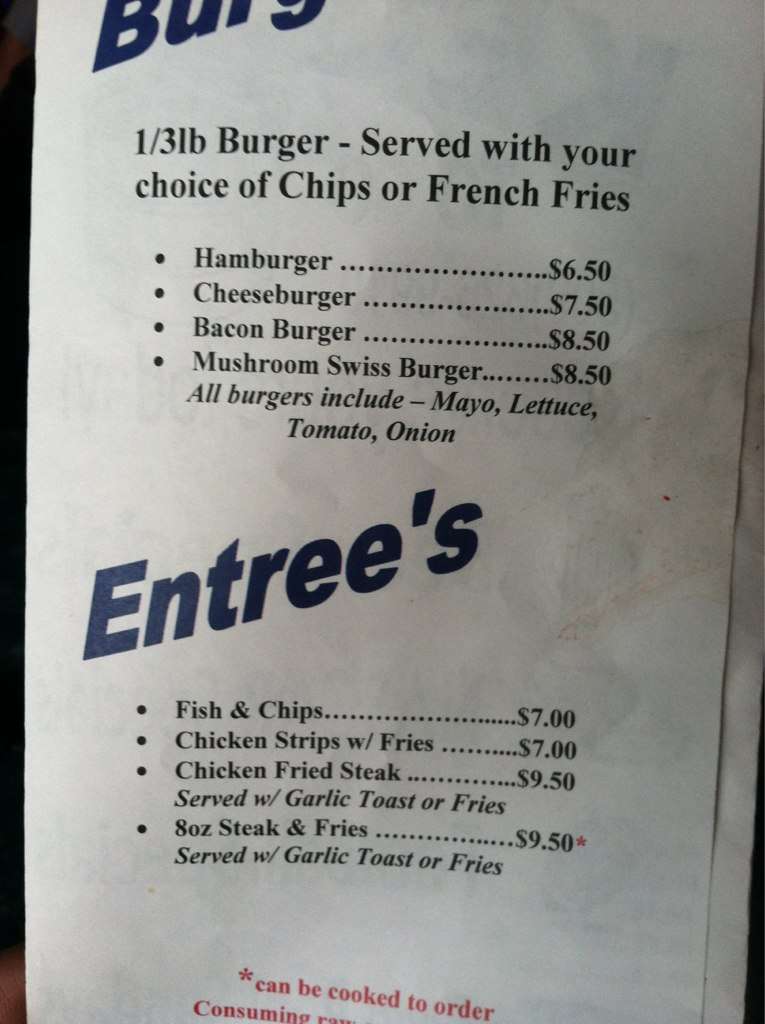 Burg
1/3lb Burger - Served with your
choice of Chips or French Fries
• Hamburger ..........................$6.50
• Cheeseburger .......................$7.50
• Bacon Burger .......................$8.50
• Mushroom Swiss Burger..........$8.50
All burgers include – Mayo, Lettuce,
Tomato, Onion
Entree's
• Fish & Chips...........................$7.00
• Chicken Strips w/ Fries ............$7.00
• Chicken Fried Steak ................$9.50
Served w/ Garlic Toast or Fries
• 8oz Steak & Fries ...................$9.50*
Served w/ Garlic Toast or Fries
*can be cooked to order
Consuming